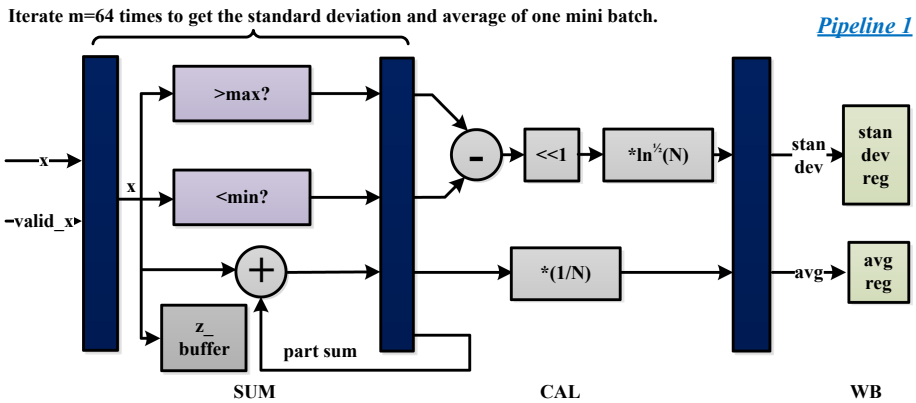 Iterate m=64 times to get the standard deviation and average of one mini batch.
Pipeline 1
>max?
x
valid_x
x
<min?
+
z_
buffer
part sum
-
<<1
*ln½(N)
*(1/N)
stan
dev
avg
stan
dev
reg
avg
reg
SUM
CAL
WB